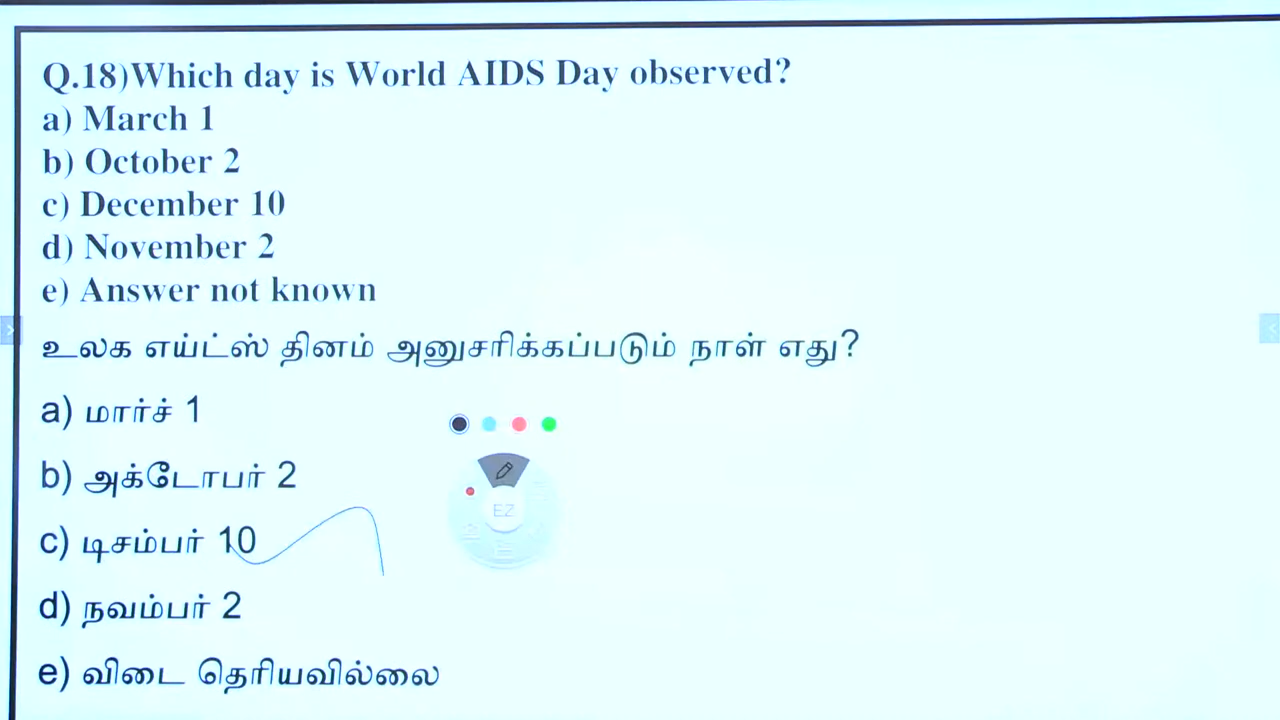 Q.18)Which day is World AIDS Day observed?
a) March 1
b) October 2
c) December 10
d) November 2
e) Answer not known
உலக எய்ட்ஸ் தினம் அனுசரிக்கப்படும் நாள் எது?
a) மார்ச் 1
b) அக்டோபர் 2
EZ
c) டிசம்பர் 10
d) நவம்பர் 2
e) விடை தெரியவில்லை